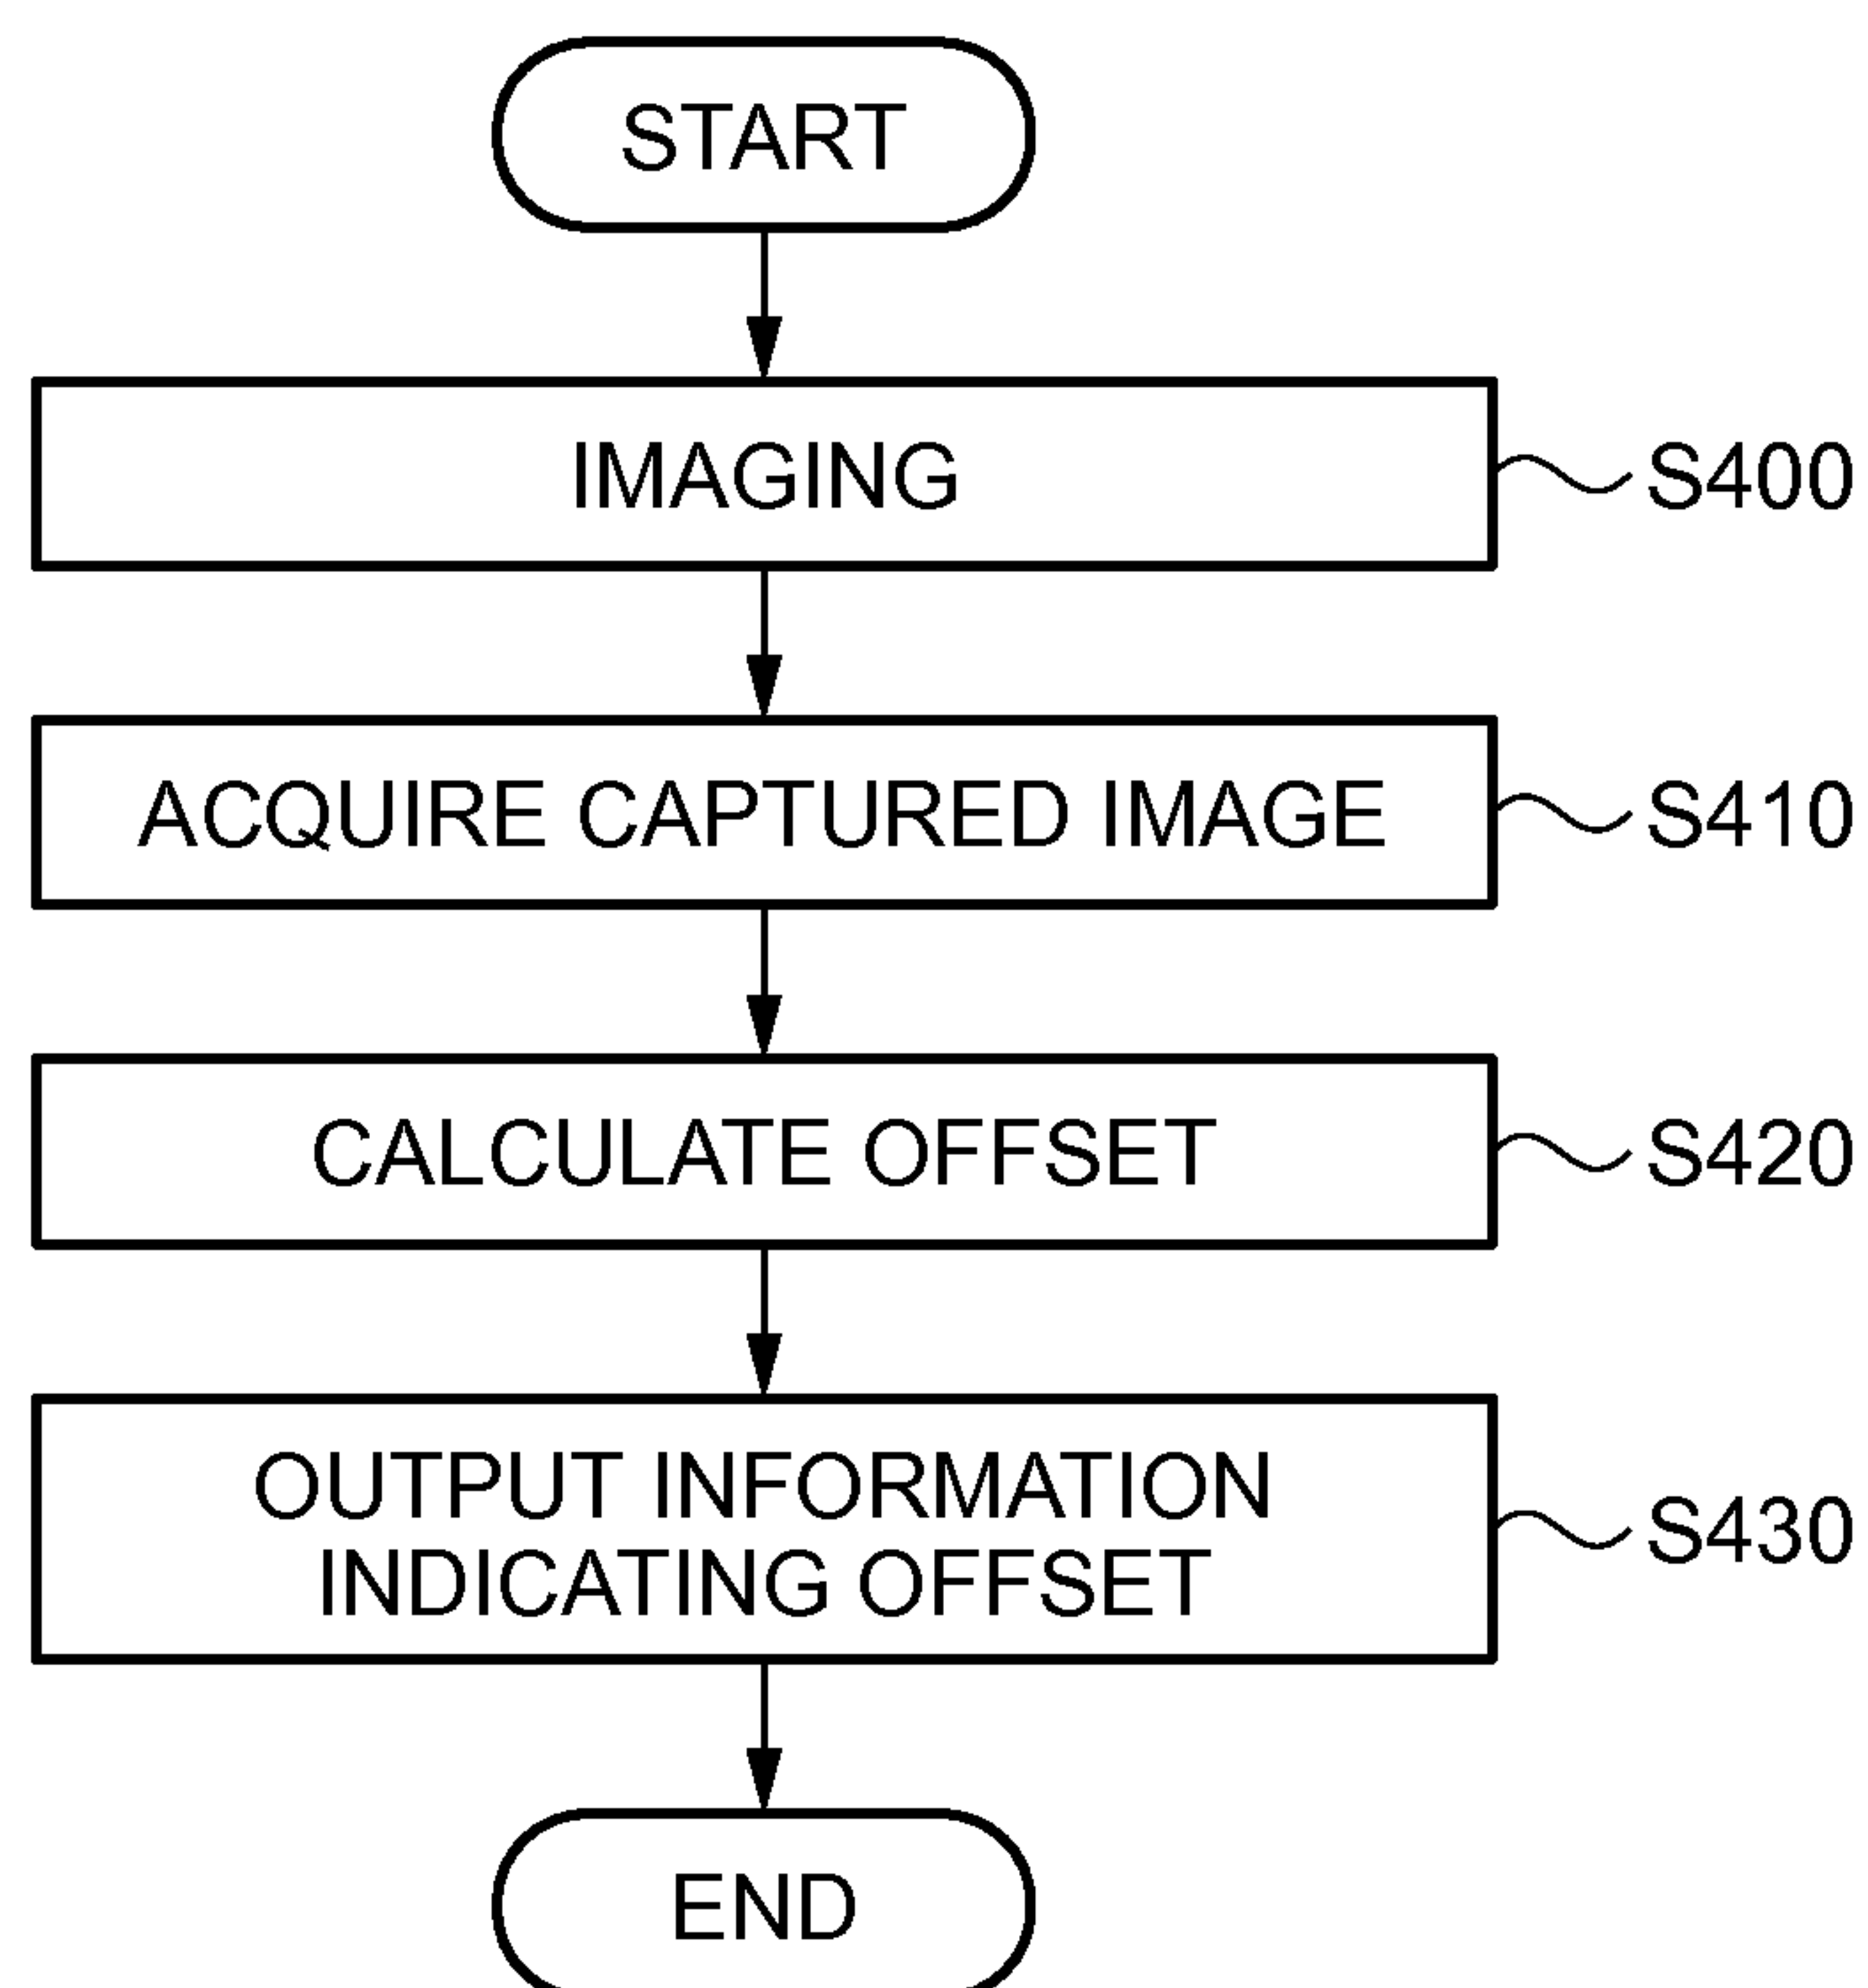 START
IMAGING
S400
ACQUIRE CAPTURED IMAGE
S410
CALCULATE OFFSET
S420
OUTPUT INFORMATION
INDICATING OFFSET
S430
END